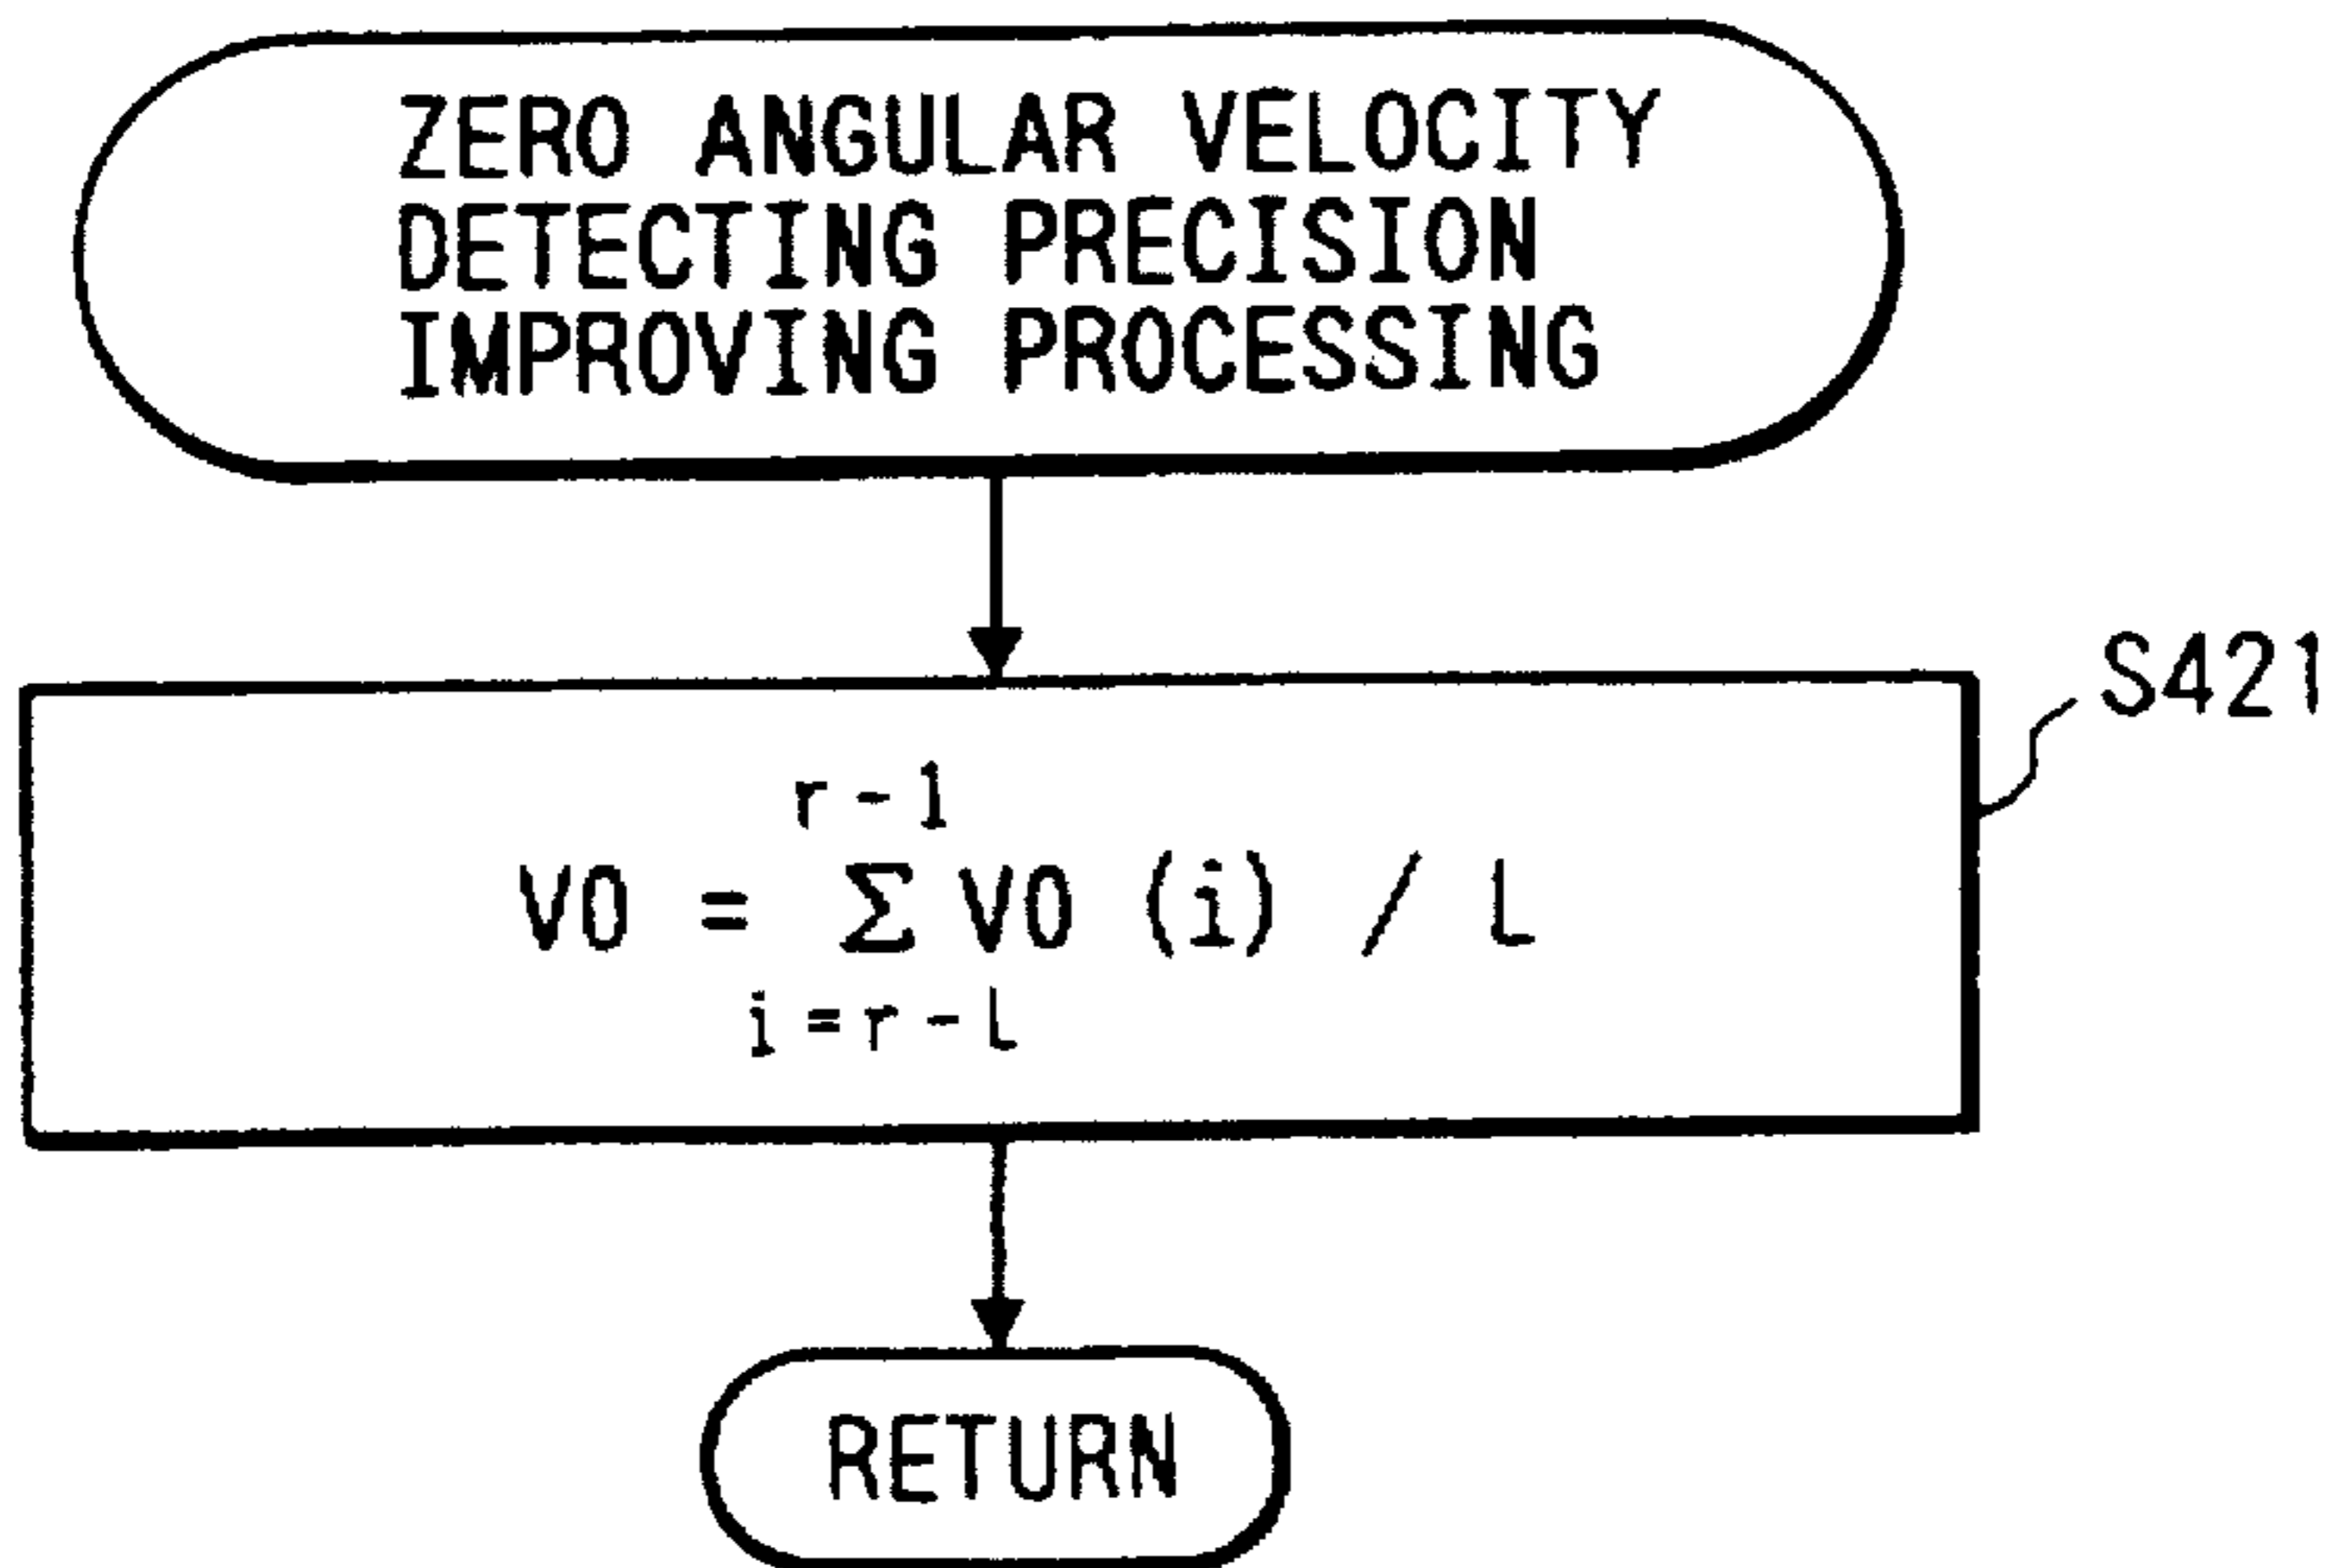 ZERO ANGULAR VELOCITY
DETECTING PRECISION
IMPROVING PROCESSING
S421
r-1
V0 = Σ V0 (i) / L
i=r-L
RETURN